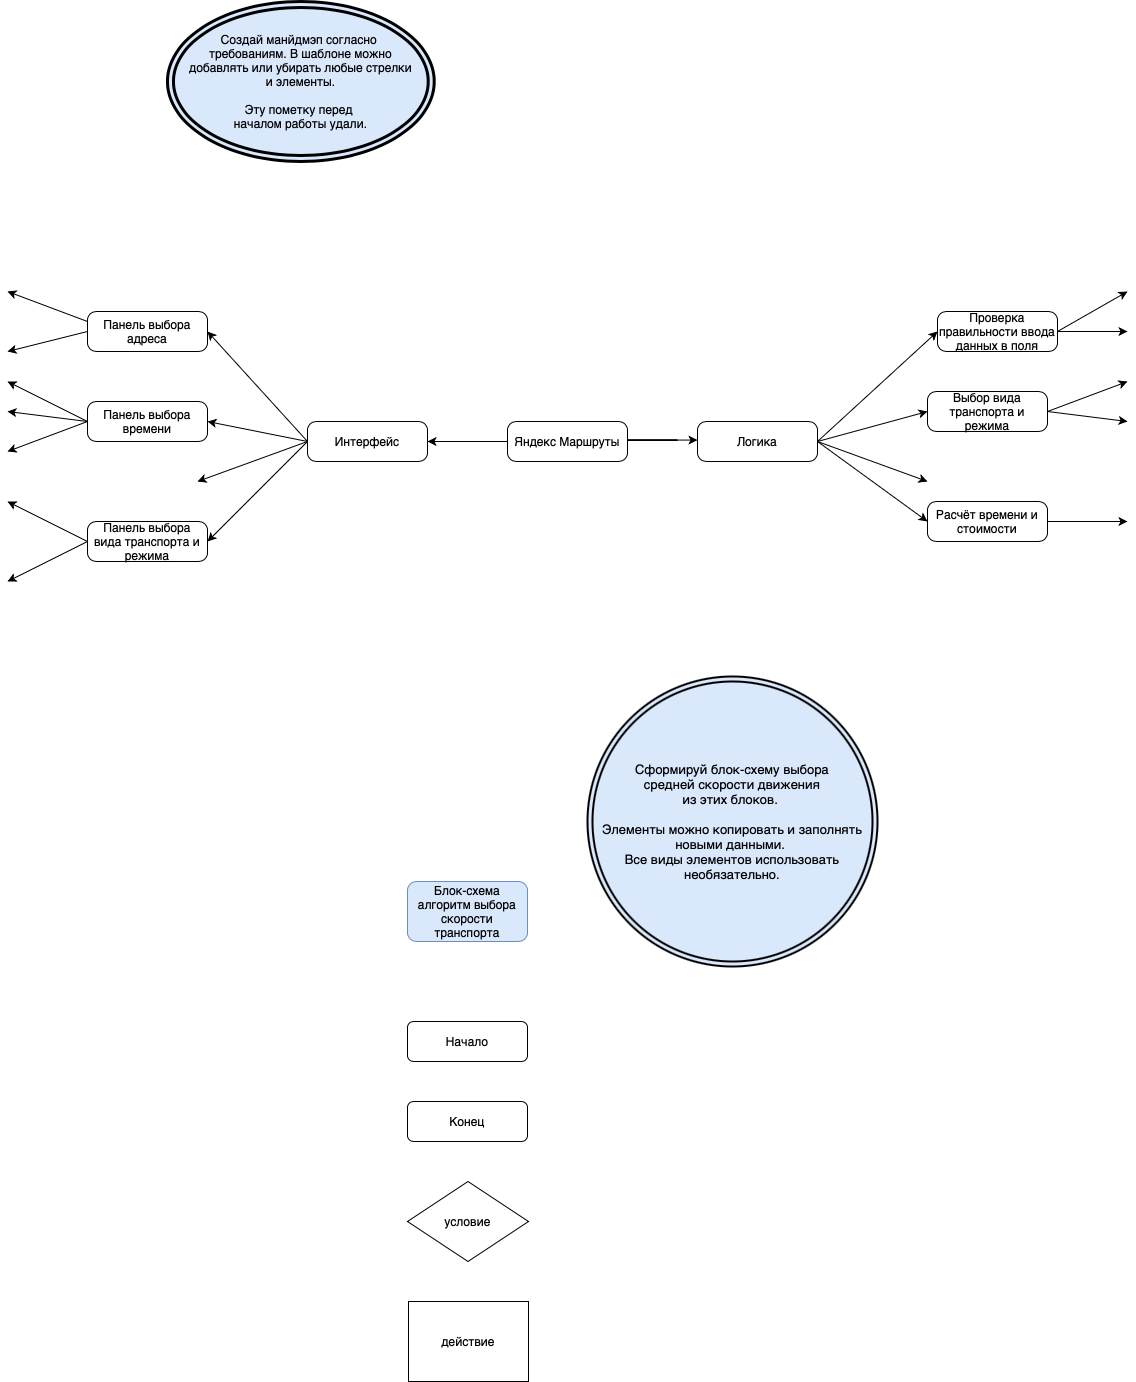 Создай манйдмэп согласно
требованиям. В шаблоне можно
добавлять или убирать любые стрелки
и элементы.
Эту пометку перед
началом работы удали.
Панель выбора
адреса
Панель выбора
времени
Панель выбора
вида транспорта и
режима
Интерфейс
Яндекс Маршруты
Логика
Проверка
правильности ввода
данных в поля
Выбор вида
транспорта и
режима
Расчёт времени и
стоимости
Сформируй блок-схему выбора
средней скорости движения
из этих блоков.
Элементы можно копировать и заполнять
новыми данными.
Все виды элементов использовать
необязательно.
Блок-схема
алгоритм выбора
скорости
транспорта
Начало
Конец
условие
действие